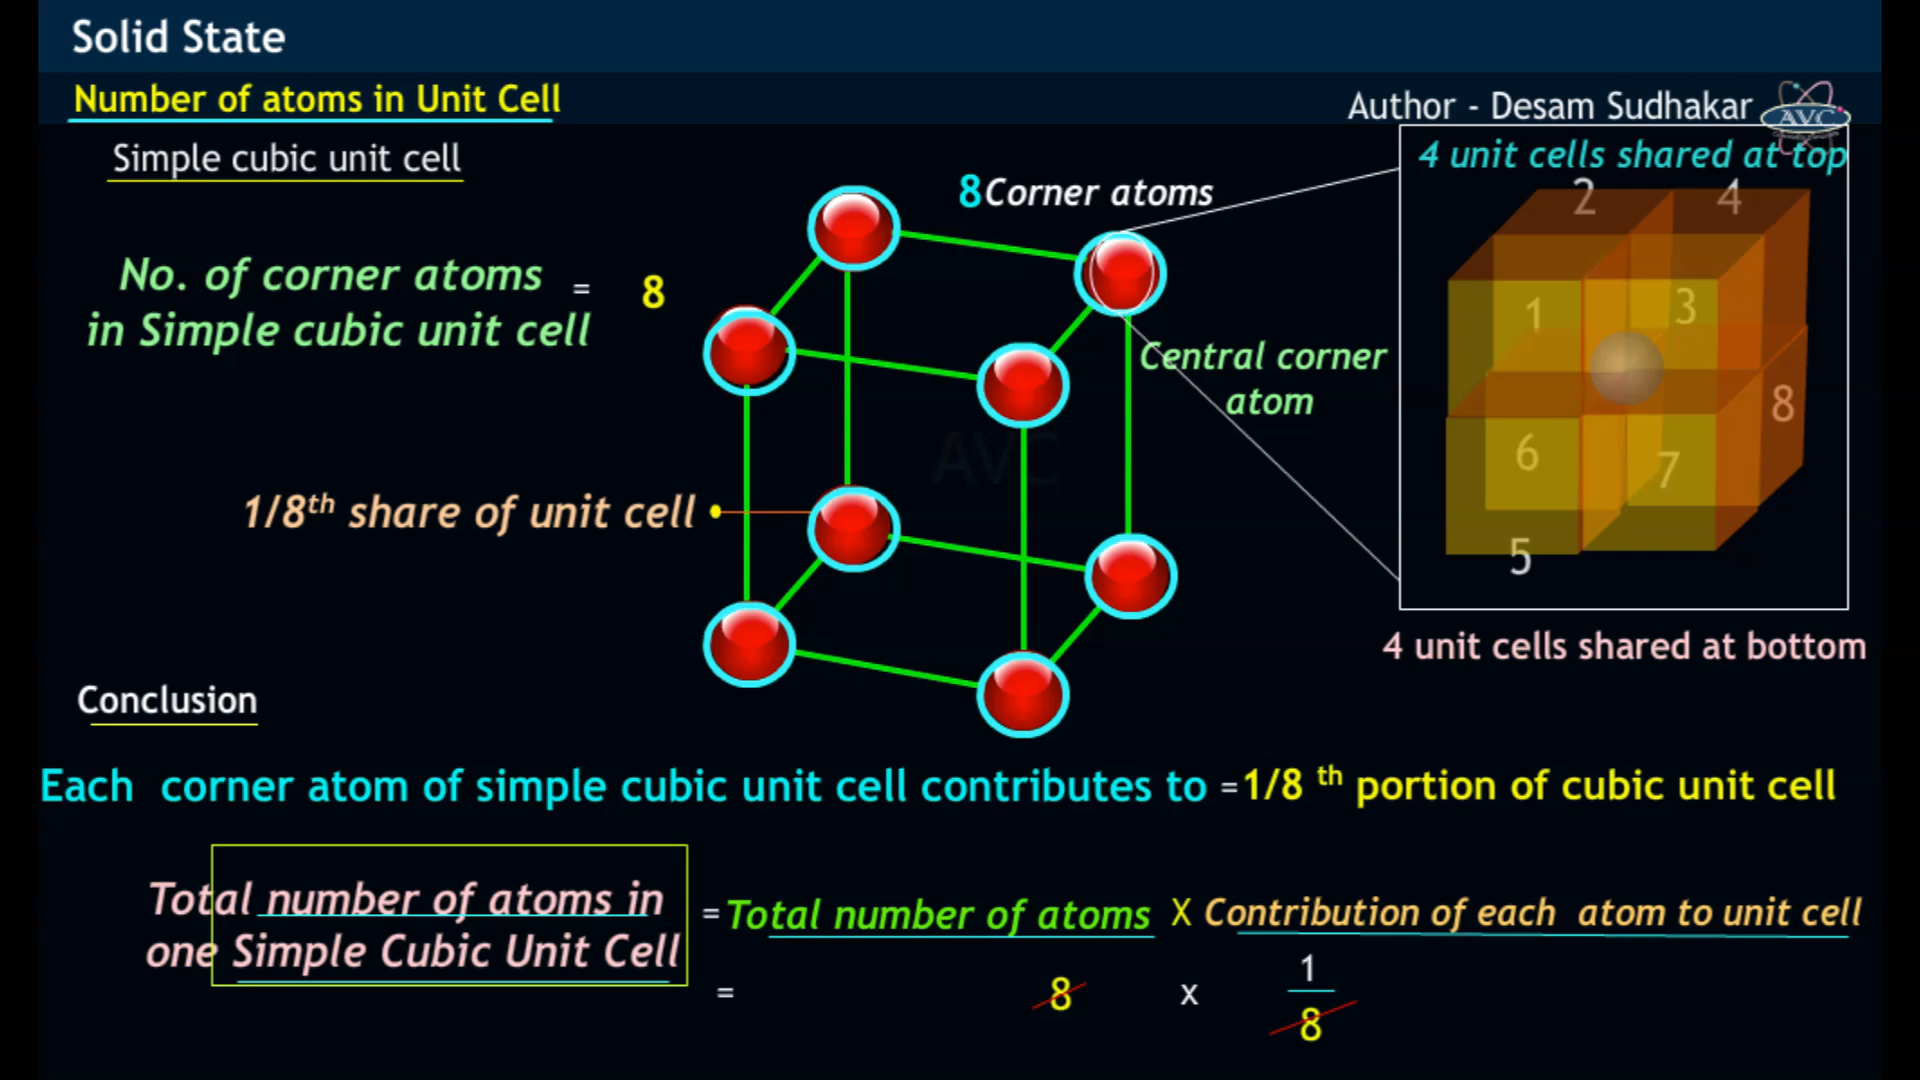 Solid State
Number of atoms in Unit Cell
Author - Desam Sudhakar
AVC
Simple cubic unit cell
4 unit cells shared at top
8Corner atoms
2 4
No. of corner atoms
in Simple cubic unit cell
= 8
1 3
Central corner
atom
8
AVC
6 7
1/8th share of unit cell
5
4 unit cells shared at bottom
Conclusion
Each corner atom of simple cubic unit cell contributes to =1/8 th portion of cubic unit cell
Total number of atoms in
one Simple Cubic Unit Cell
= Total number of atoms X Contribution of each atom to unit cell
= 8 x 1
8